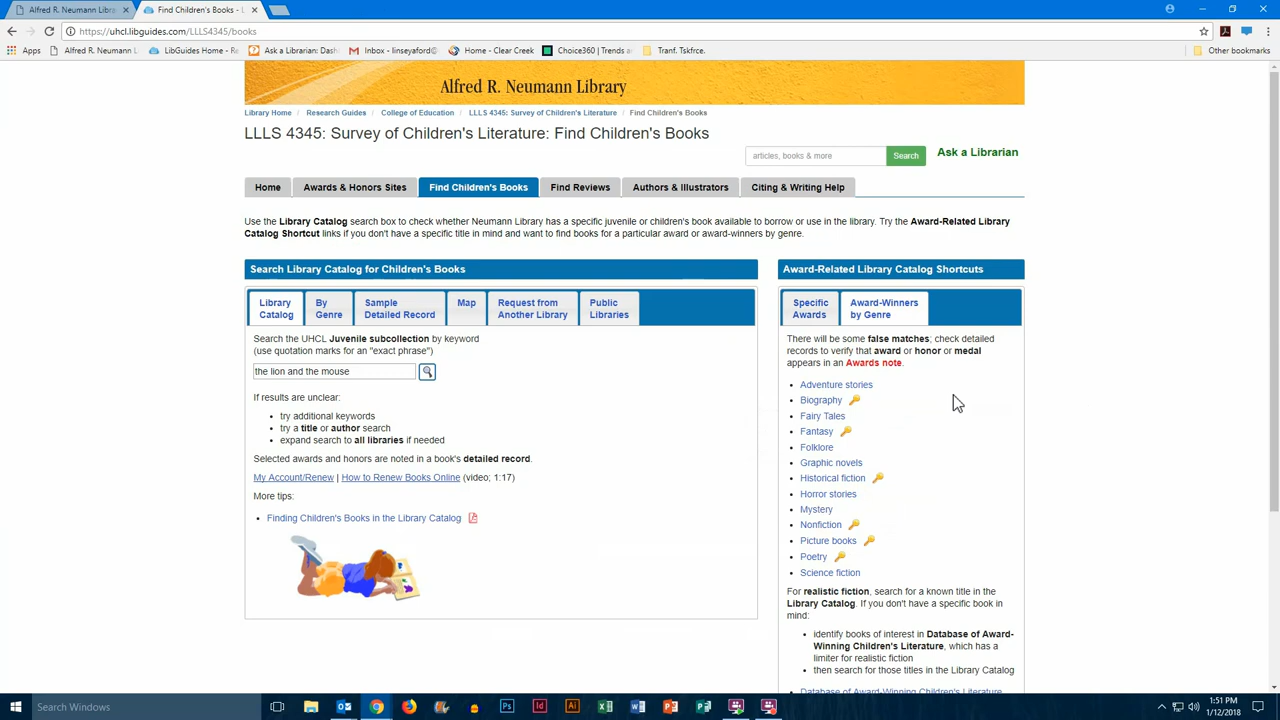 Alfred R. Neumann Libra
Find Children's Books - L
https://uhcl.libguides.com/LLLS4345/books
Apps
Alfred R. Neumann L
LibGuides Home - Re
Ask a Librarian: Dash
Inbox - linseyaford@
Home - Clear Creek
Choice360 | Trends a
Tranf. Tskfrce.
Other bookmarks
Alfred R. Neumann Library
Library Home / Research Guides / College of Education / LLLS 4345: Survey of Children's Literature / Find Children's Books
LLLS 4345: Survey of Children's Literature: Find Children's Books
articles, books & more
Search
Ask a Librarian
Home
Awards & Honors Sites
Find Children's Books
Find Reviews
Authors & Illustrators
Citing & Writing Help
Use the Library Catalog search box to check whether Neumann Library has a specific juvenile or children's book available to borrow or use in the library. Try the Award-Related Library
Catalog Shortcut links if you don't have a specific title in mind and want to find books for a particular award or award-winners by genre.
Search Library Catalog for Children's Books
Library
Catalog
By
Genre
Sample
Detailed Record
Map
Request from
Another Library
Public
Libraries
Search the UHCL Juvenile subcollection by keyword
(use quotation marks for an "exact phrase")
the lion and the mouse
If results are unclear:
• try additional keywords
• try a title or author search
• expand search to all libraries if needed
Selected awards and honors are noted in a book's detailed record.
My Account/Renew | How to Renew Books Online (video; 1:17)
More tips:
• Finding Children's Books in the Library Catalog
Award-Related Library Catalog Shortcuts
Specific
Awards
Award-Winners
by Genre
There will be some false matches; check detailed
records to verify that award or honor or medal
appears in an Awards note.
• Adventure stories
• Biography
• Fairy Tales
• Fantasy
• Folklore
• Graphic novels
• Historical fiction
• Horror stories
• Mystery
• Nonfiction
• Picture books
• Poetry
• Science fiction
For realistic fiction, search for a known title in the
Library Catalog. If you don't have a specific book in
mind:
• identify books of interest in Database of Award-
Winning Children's Literature, which has a
limiter for realistic fiction
• then search for those titles in the Library Catalog
Database of Award-Winning Children's Literature
Search Windows
1:51 PM
1/12/2018